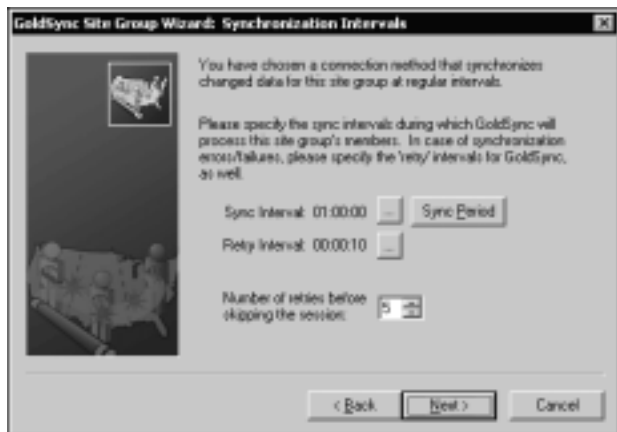 GoldSync Site Group Wizard: Synchronization Intervals
You have chosen a connection method that synchronizes
changed data for this site group at regular intervals.
Please specify the sync intervals during which GoldSync will
process this site group's members. In case of synchronization
errors/failures, please specify the 'retry' intervals for GoldSync,
as well.
Sync Interval: 01:00:00 ... Sync Period
Retry Interval: 00:00:10 ...
Number of retries before
skipping the session: 5
< Back Next > Cancel